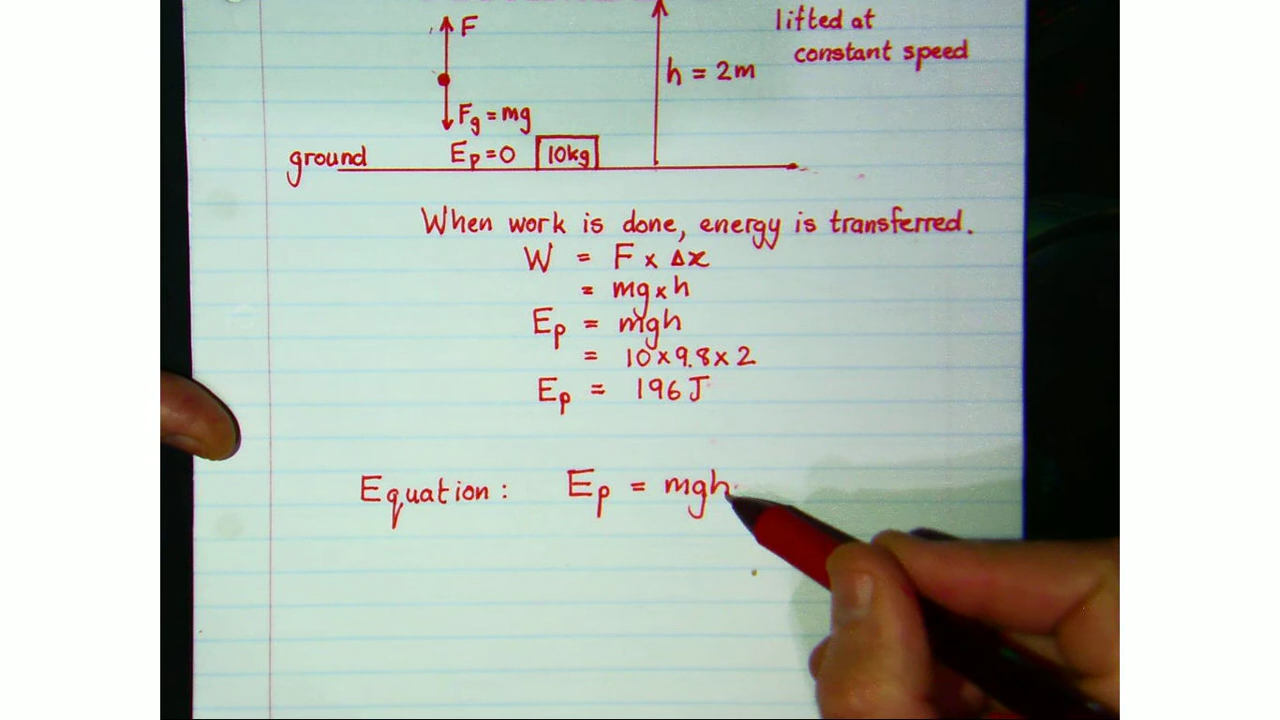 F
lifted at
constant speed
h = 2m
Fg = mg
ground Ep = 0 10kg
When work is done, energy is transferred.
W = F x Δx
= mg x h
Ep = mgh
= 10 x 9.8 x 2
Ep = 196 J
Equation : Ep = mgh